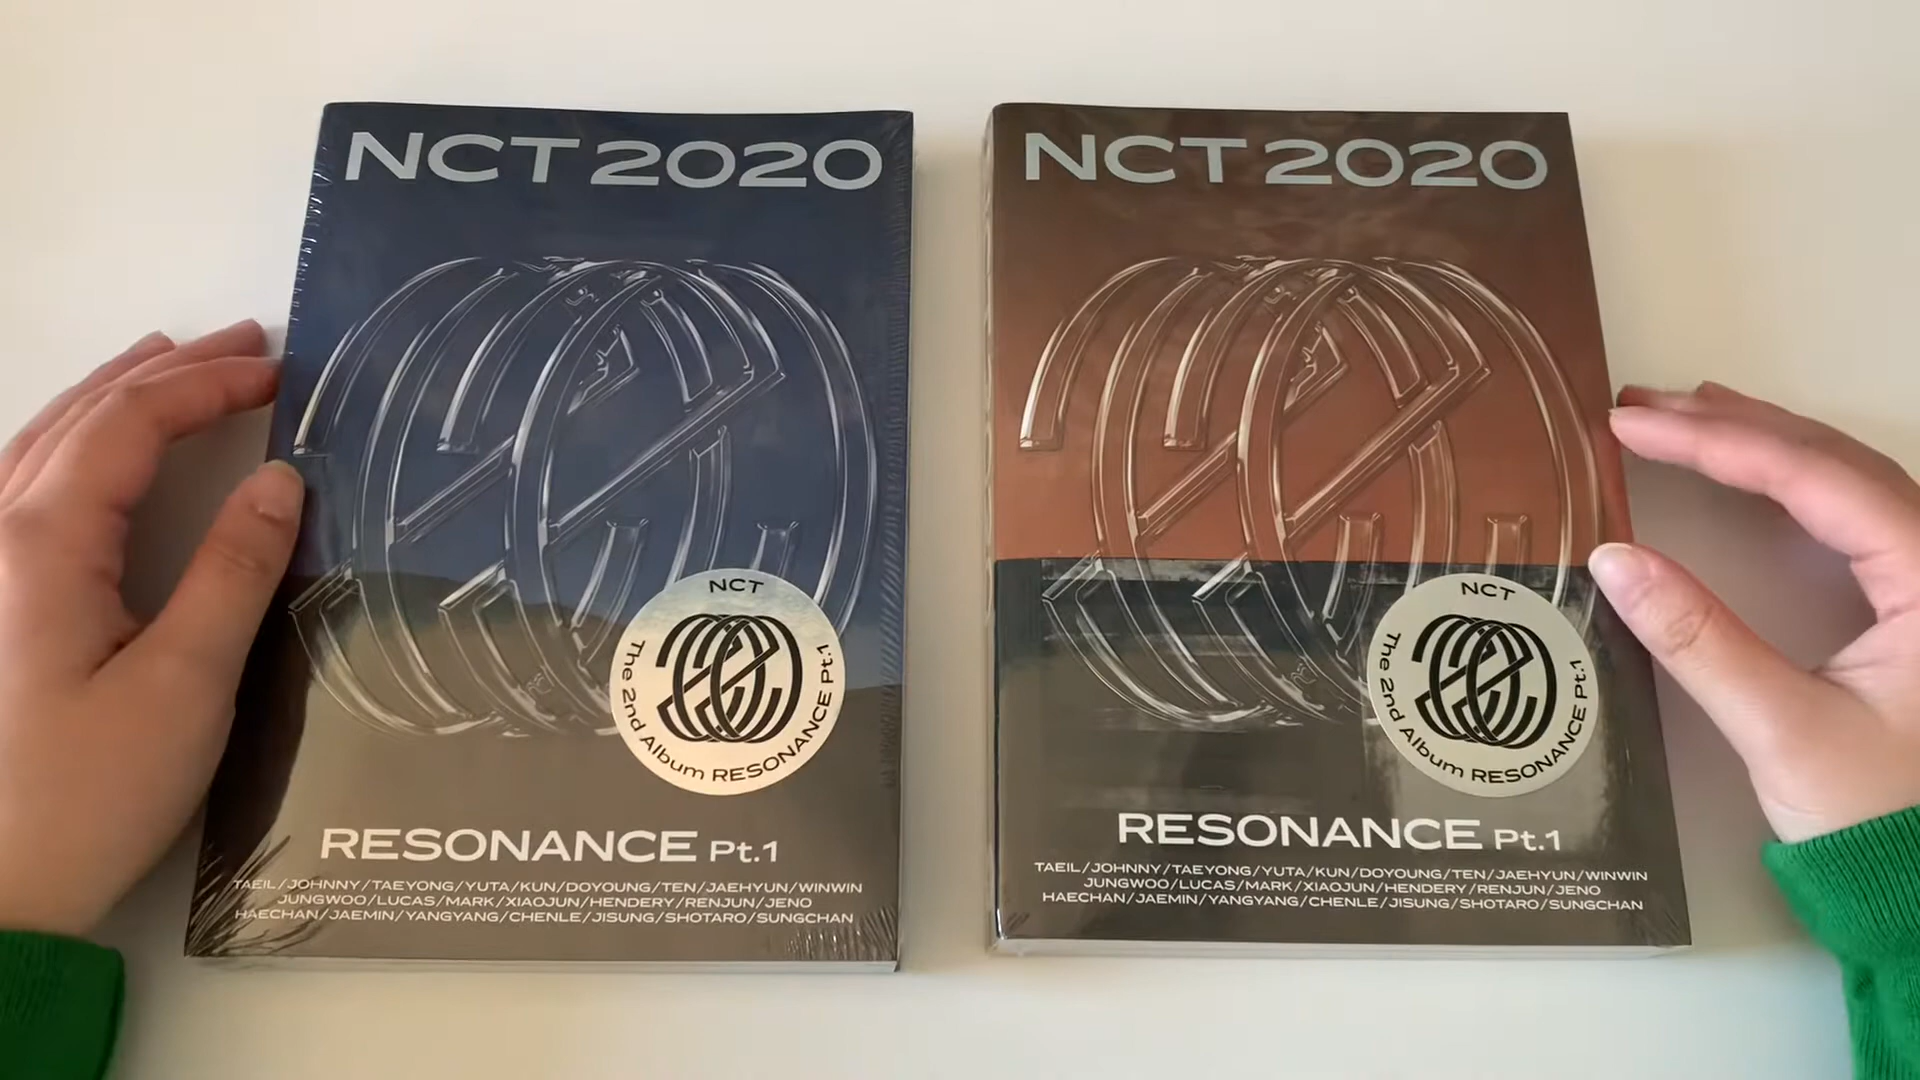 NCT 2020
NCT
The 2nd Album RESONANCE Pt.1
RESONANCE Pt.1
TAEIL/JOHNNY/TAEYONG/YUTA/KUN/DOYOUNG/TEN/JAEHYUN/WINWIN
JUNGWOO/LUCAS/MARK/XIAOJUN/HENDERY/RENJUN/JENO
HAECHAN/JAEMIN/YANGYANG/CHENLE/JISUNG/SHOTARO/SUNGCHAN
NCT 2020
NCT
The 2nd Album RESONANCE Pt.1
RESONANCE Pt.1
TAEIL/JOHNNY/TAEYONG/YUTA/KUN/DOYOUNG/TEN/JAEHYUN/WINWIN
JUNGWOO/LUCAS/MARK/XIAOJUN/HENDERY/RENJUN/JENO
HAECHAN/JAEMIN/YANGYANG/CHENLE/JISUNG/SHOTARO/SUNGCHAN